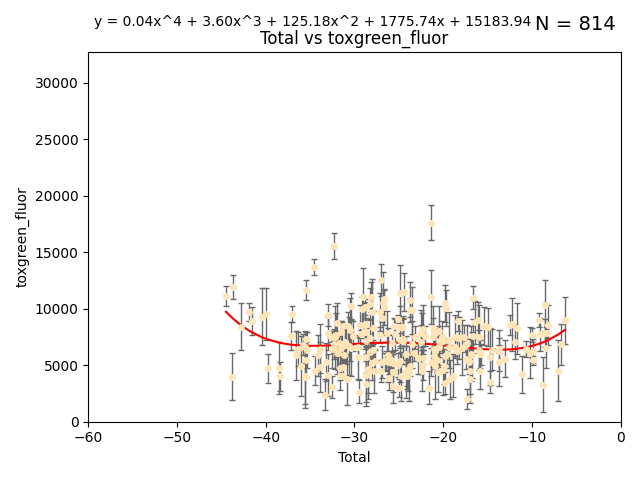 y = 0.04x^4 + 3.60x^3 + 125.18x^2 + 1775.74x + 15183.94 N = 814
Total vs toxgreen_fluor
30000
25000
20000
15000
10000
5000
0
toxgreen_fluor
−60 −50 −40 −30 −20 −10 0
Total